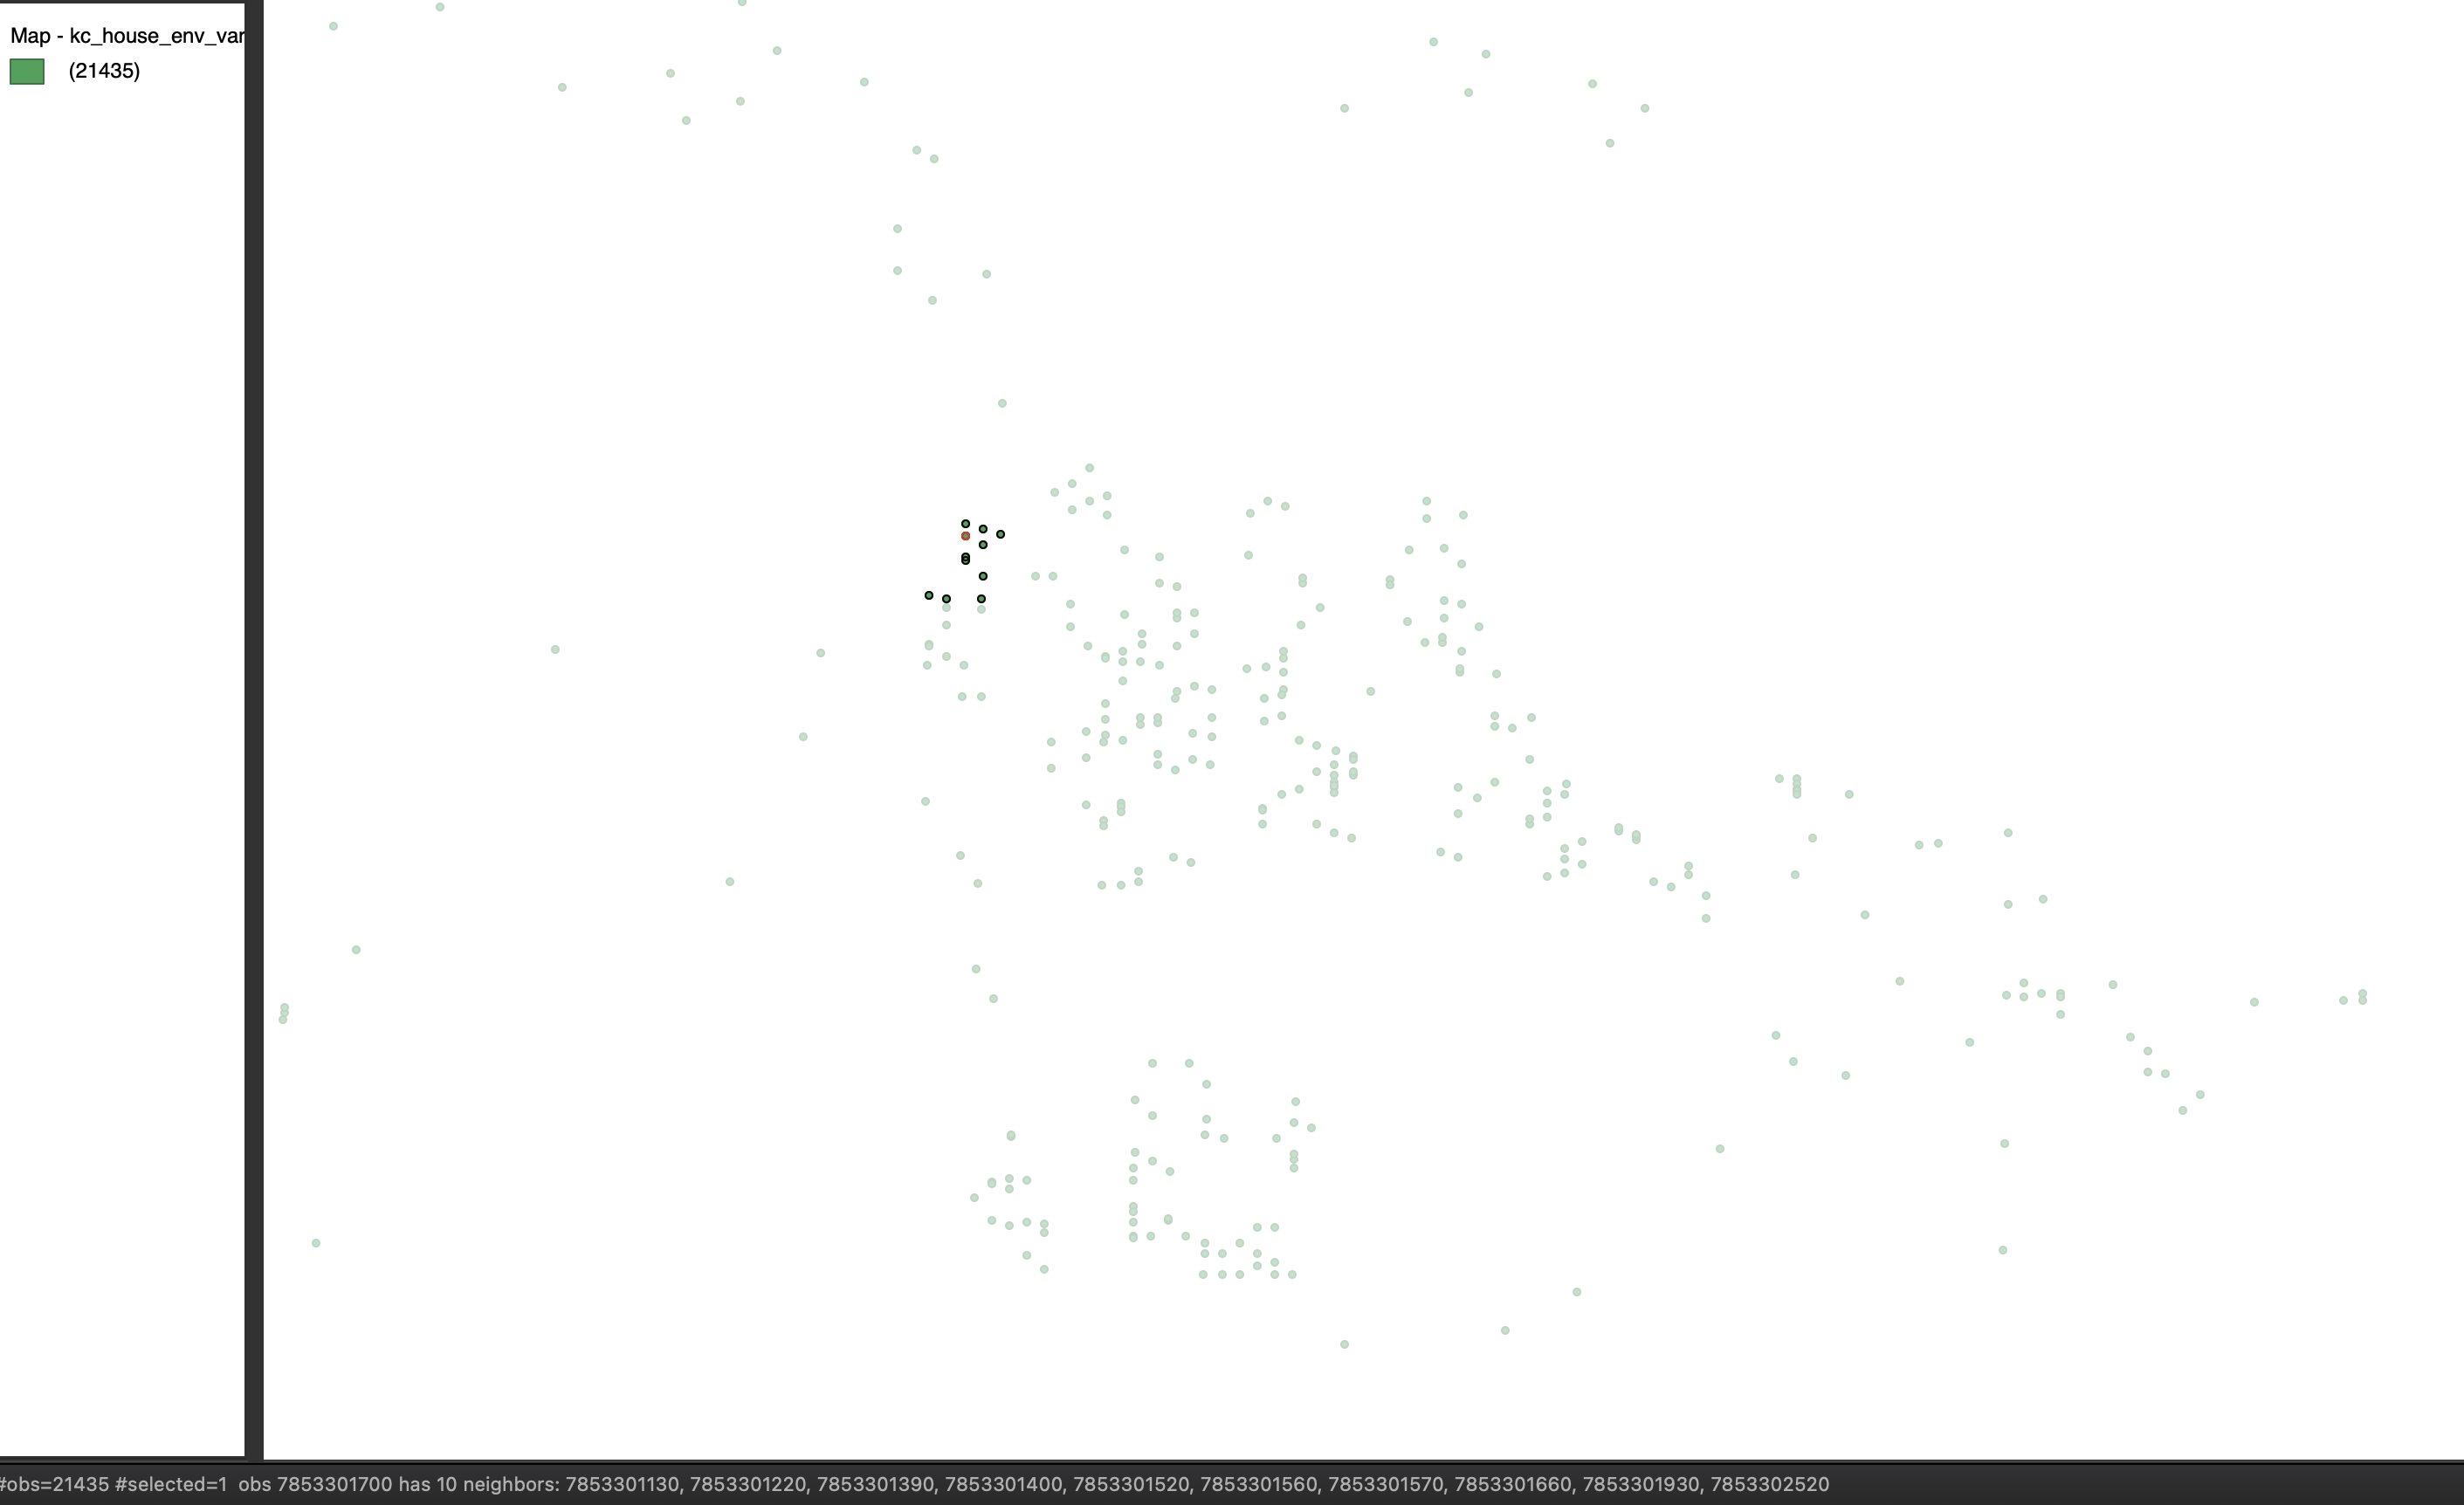 Map - kc_house_env_var
(21435)
#obs=21435 #selected=1 obs 7853301700 has 10 neighbors: 7853301130, 7853301220, 7853301390, 7853301400, 7853301520, 7853301560, 7853301570, 7853301660, 7853301930, 7853302520